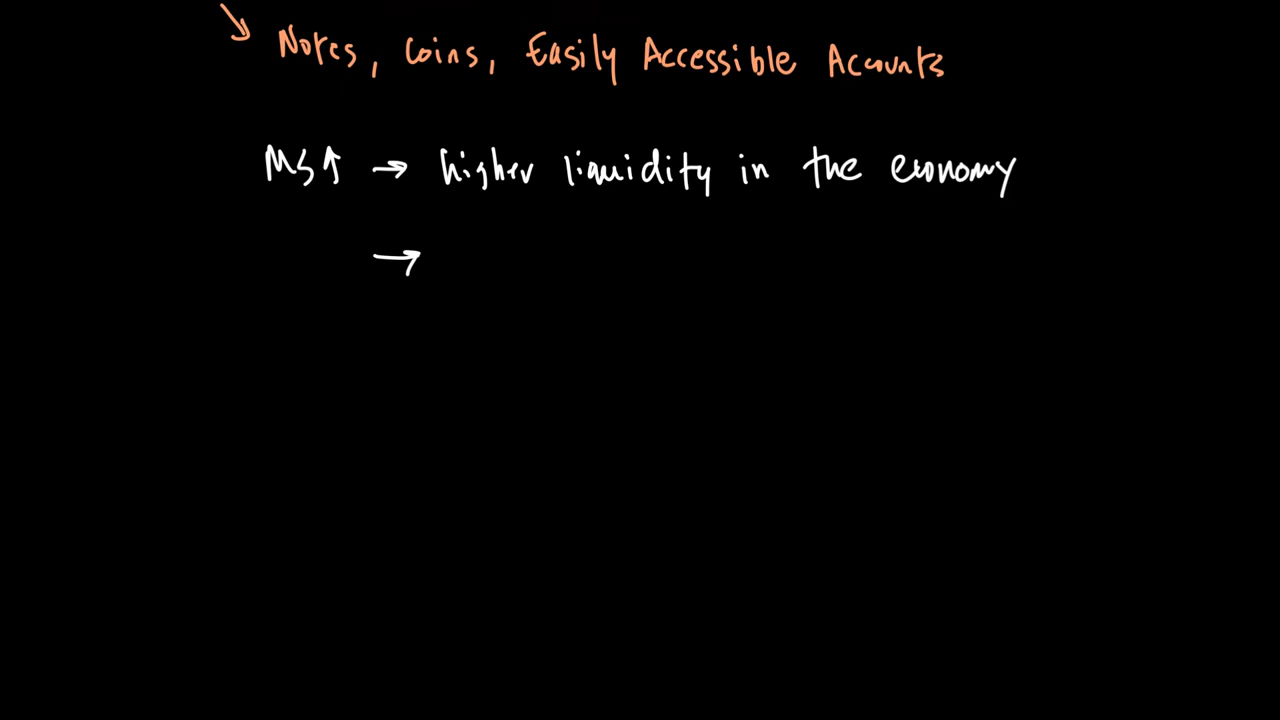 ↘ Notes, Coins, Easily Accessible Accounts
MS↑ → higher liquidity in the economy
→